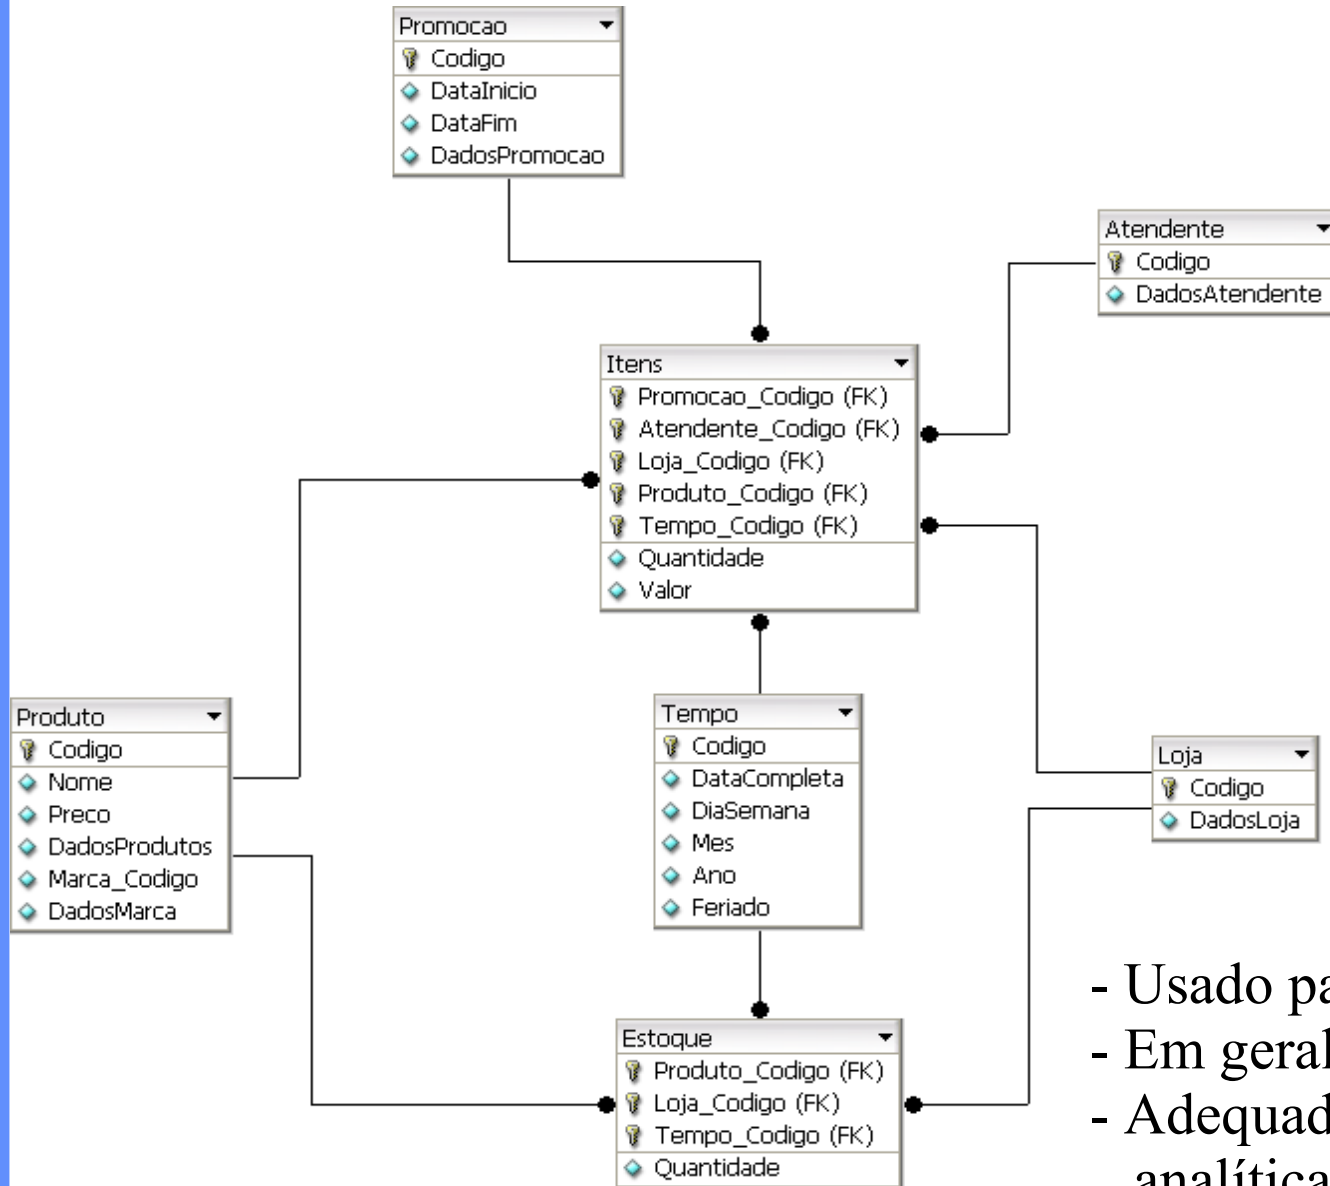 Promocao
Codigo
DataInicio
DataFim
DadosPromocao
Atendente
Codigo
DadosAtendente
Itens
Promocao_Codigo (FK)
Atendente_Codigo (FK)
Loja_Codigo (FK)
Produto_Codigo (FK)
Tempo_Codigo (FK)
Quantidade
Valor
Produto
Codigo
Nome
Preco
DadosProdutos
Marca_Codigo
DadosMarca
Tempo
Codigo
DataCompleta
DiaSemana
Mes
Ano
Feriado
Loja
Codigo
DadosLoja
Estoque
Produto_Codigo (FK)
Loja_Codigo (FK)
Tempo_Codigo (FK)
Quantidade
- Usado pa
- Em geral
- Adequad
analítica